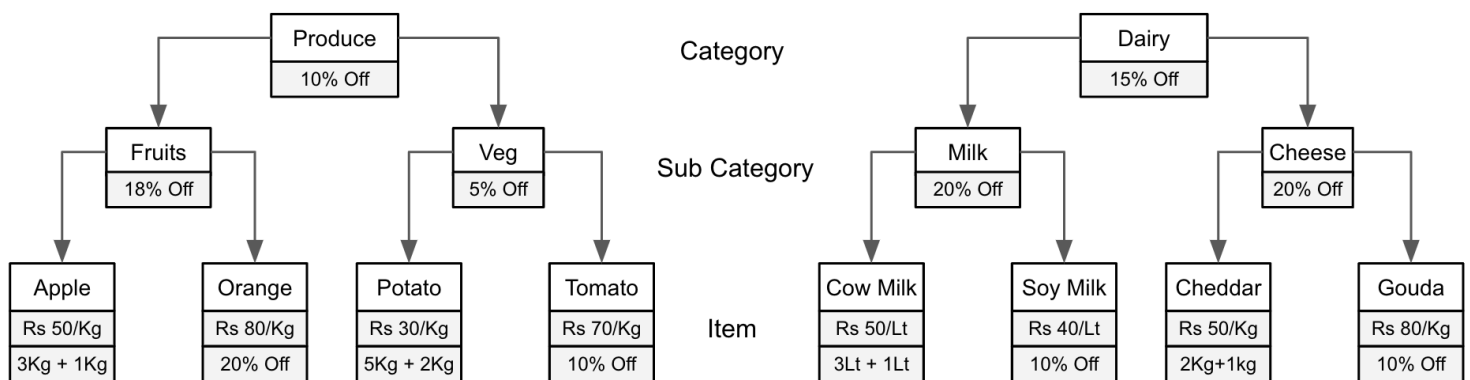 Produce
10% Off
Category
Dairy
15% Off
Fruits
18% Off
Veg
5% Off
Sub Category
Milk
20% Off
Cheese
20% Off
Apple
Rs 50/Kg
3Kg + 1Kg
Orange
Rs 80/Kg
20% Off
Potato
Rs 30/Kg
5Kg + 2Kg
Tomato
Rs 70/Kg
10% Off
Item
Cow Milk
Rs 50/Lt
3Lt + 1Lt
Soy Milk
Rs 40/Lt
10% Off
Cheddar
Rs 50/Kg
2Kg+1kg
Gouda
Rs 80/Kg
10% Off